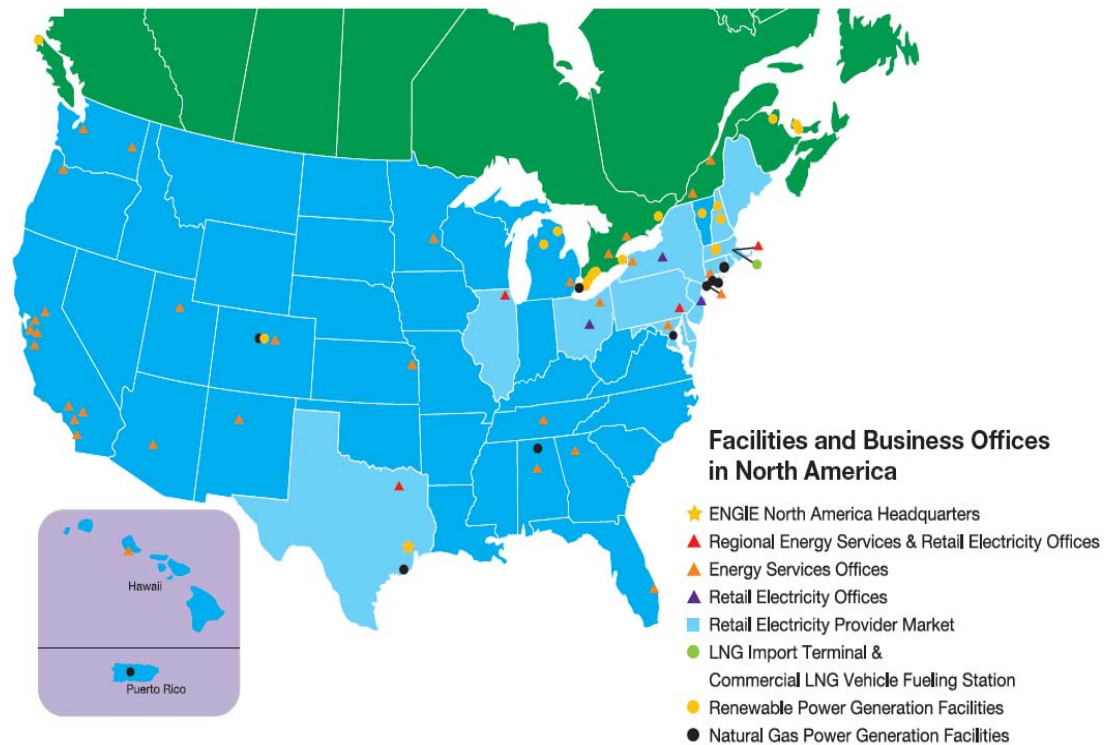 Facilities and Business Offices
in North America
ENGIE North America Headquarters
Regional Energy Services & Retail Electricity Offices
Energy Services Offices
Retail Electricity Offices
Retail Electricity Provider Market
LNG Import Terminal &
Commercial LNG Vehicle Fueling Station
Renewable Power Generation Facilities
Natural Gas Power Generation Facilities
Hawaii
Puerto Rico